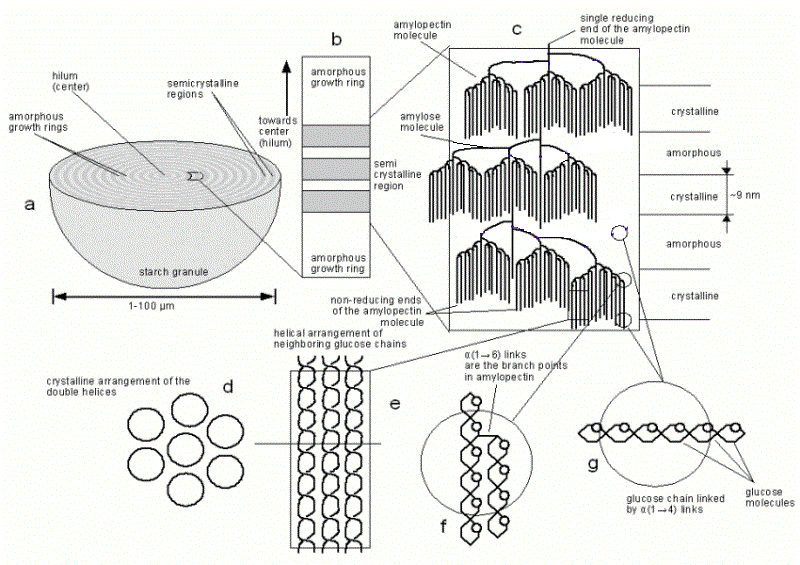 b
c
single reducing
end of the amylopectin
molecule
amylopectin
molecule
hilum
(center)
semicrystalline
regions
amorphous
growth rings
towards
center
(hilum)
amorphous
growth ring
amylose
molecule
crystalline
amorphous
semi
crystalline
region
crystalline
~9 nm
a
amorphous
starch granule
amorphous
growth ring
crystalline
1-100 µm
non-reducing ends
of the amylopectin
molecule
helical arrangement of
neighboring glucose chains
α(1→6) links
are the branch points
in amylopectin
crystalline arrangement of the
double helices
d
e
g
glucose chain linked
by α(1→4) links
glucose
molecules
f